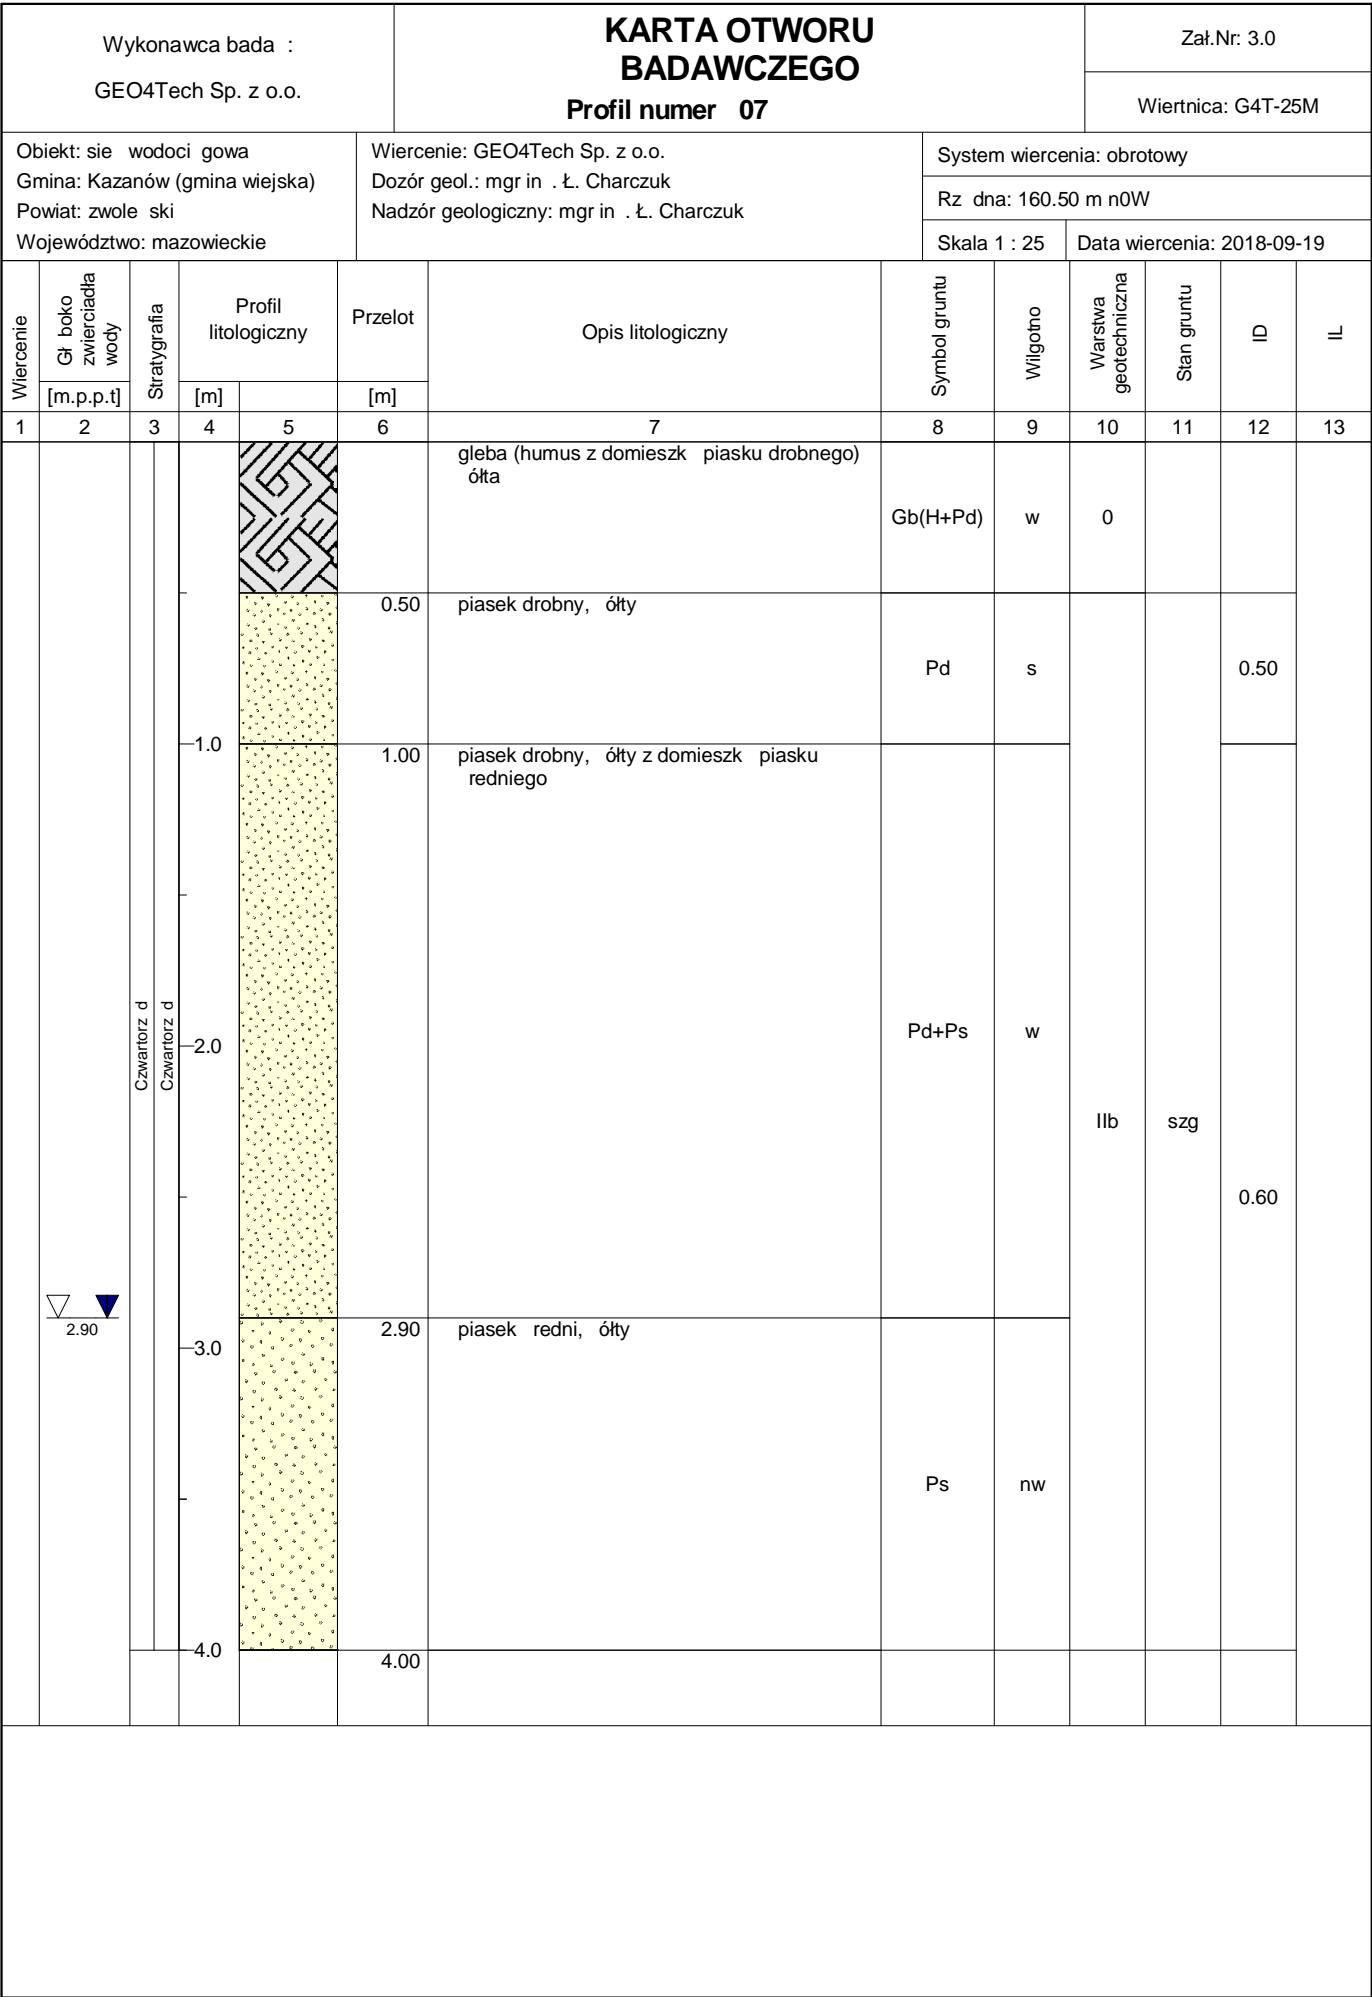 Wykonawca bada :
GEO4Tech Sp. z o.o.
KARTA OTWORU
BADAWCZEGO
Profil numer 07
Zał.Nr: 3.0
Wiertnica: G4T-25M
Obiekt: sie wodoci gowa
Gmina: Kazanów (gmina wiejska)
Powiat: zwole ski
Województwo: mazowieckie
Wiercenie: GEO4Tech Sp. z o.o.
Dozór geol.: mgr in . Ł. Charczuk
Nadzór geologiczny: mgr in . Ł. Charczuk
System wiercenia: obrotowy
Rz dna: 160.50 m n0W
Skala 1 : 25
Data wiercenia: 2018-09-19
Wiercenie
Gł boko
zwierciadła
wody
[m.p.p.t]
Stratygrafia
Profil
litologiczny
[m]
Przelot
[m]
Opis litologiczny
Symbol gruntu
Wilgotno
Warstwa
geotechniczna
Stan gruntu
ID
IL
1 2 3 4 5 6 7 8 9 10 11 12 13
gleba (humus z domieszk piasku drobnego)
ółta
Gb(H+Pd) w 0
0.50 piasek drobny, ółty
Pd s 0.50
1.0
1.00 piasek drobny, ółty z domieszk piasku
redniego
Czwartorz d
Czwartorz d
2.0
Pd+Ps w
IIb szg
0.60
2.90
2.90 piasek redni, ółty
3.0
Ps nw
4.0
4.00